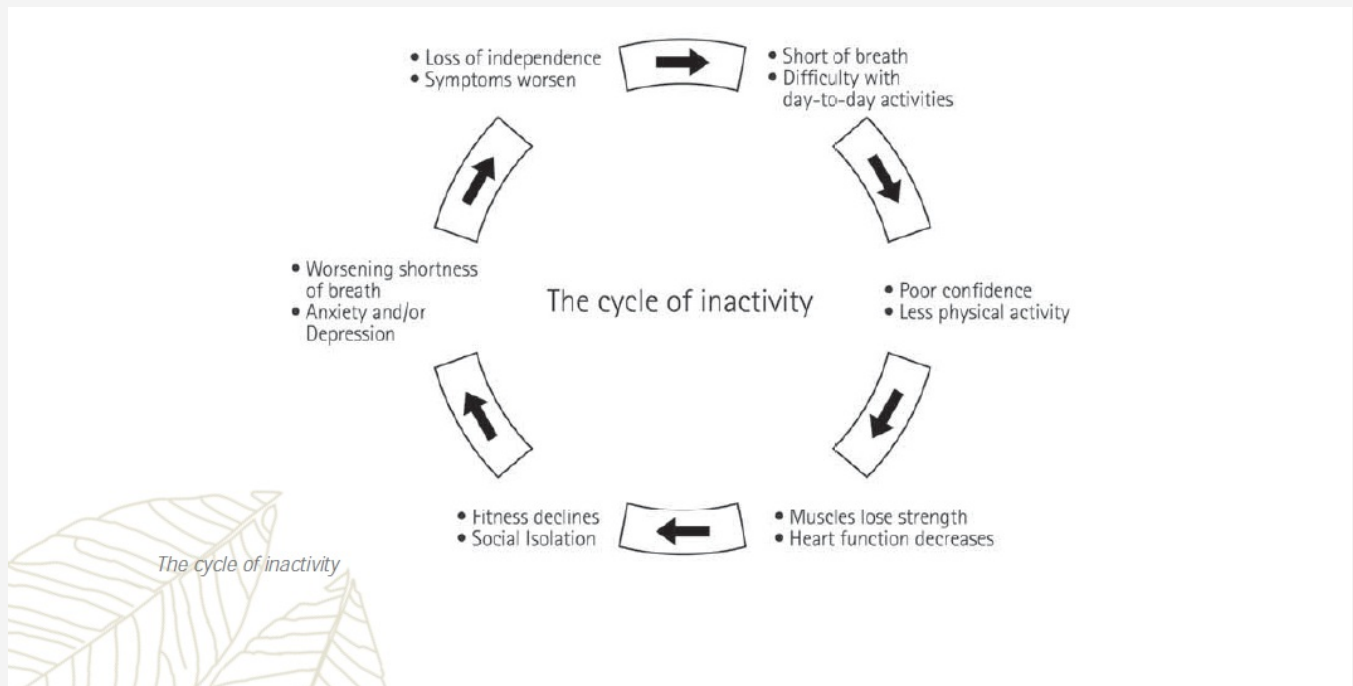 • Loss of independence
• Symptoms worsen
• Short of breath
• Difficulty with
day-to-day activities
• Worsening shortness
of breath
• Anxiety and/or
Depression
The cycle of inactivity
• Poor confidence
• Less physical activity
• Fitness declines
• Social Isolation
• Muscles lose strength
• Heart function decreases
The cycle of inactivity